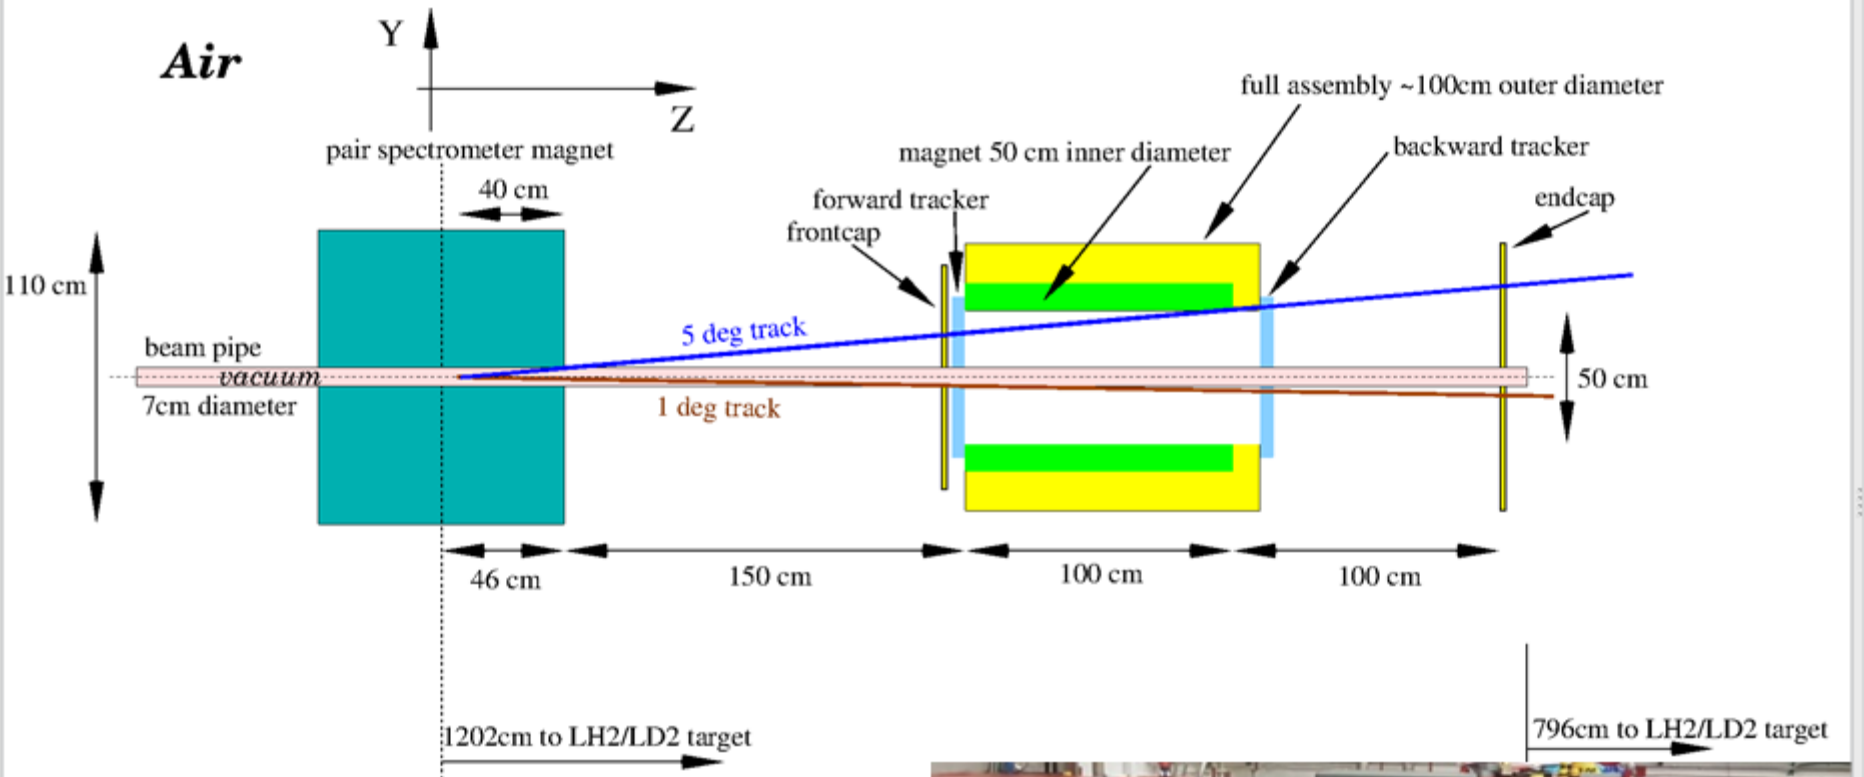 Air
Y
Z
full assembly ~100cm outer diameter
pair spectrometer magnet
magnet 50 cm inner diameter
backward tracker
40 cm
forward tracker
endcap
frontcap
110 cm
5 deg track
beam pipe
vacuum
50 cm
7cm diameter
1 deg track
46 cm
150 cm
100 cm
100 cm
1202cm to LH2/LD2 target
796cm to LH2/LD2 target